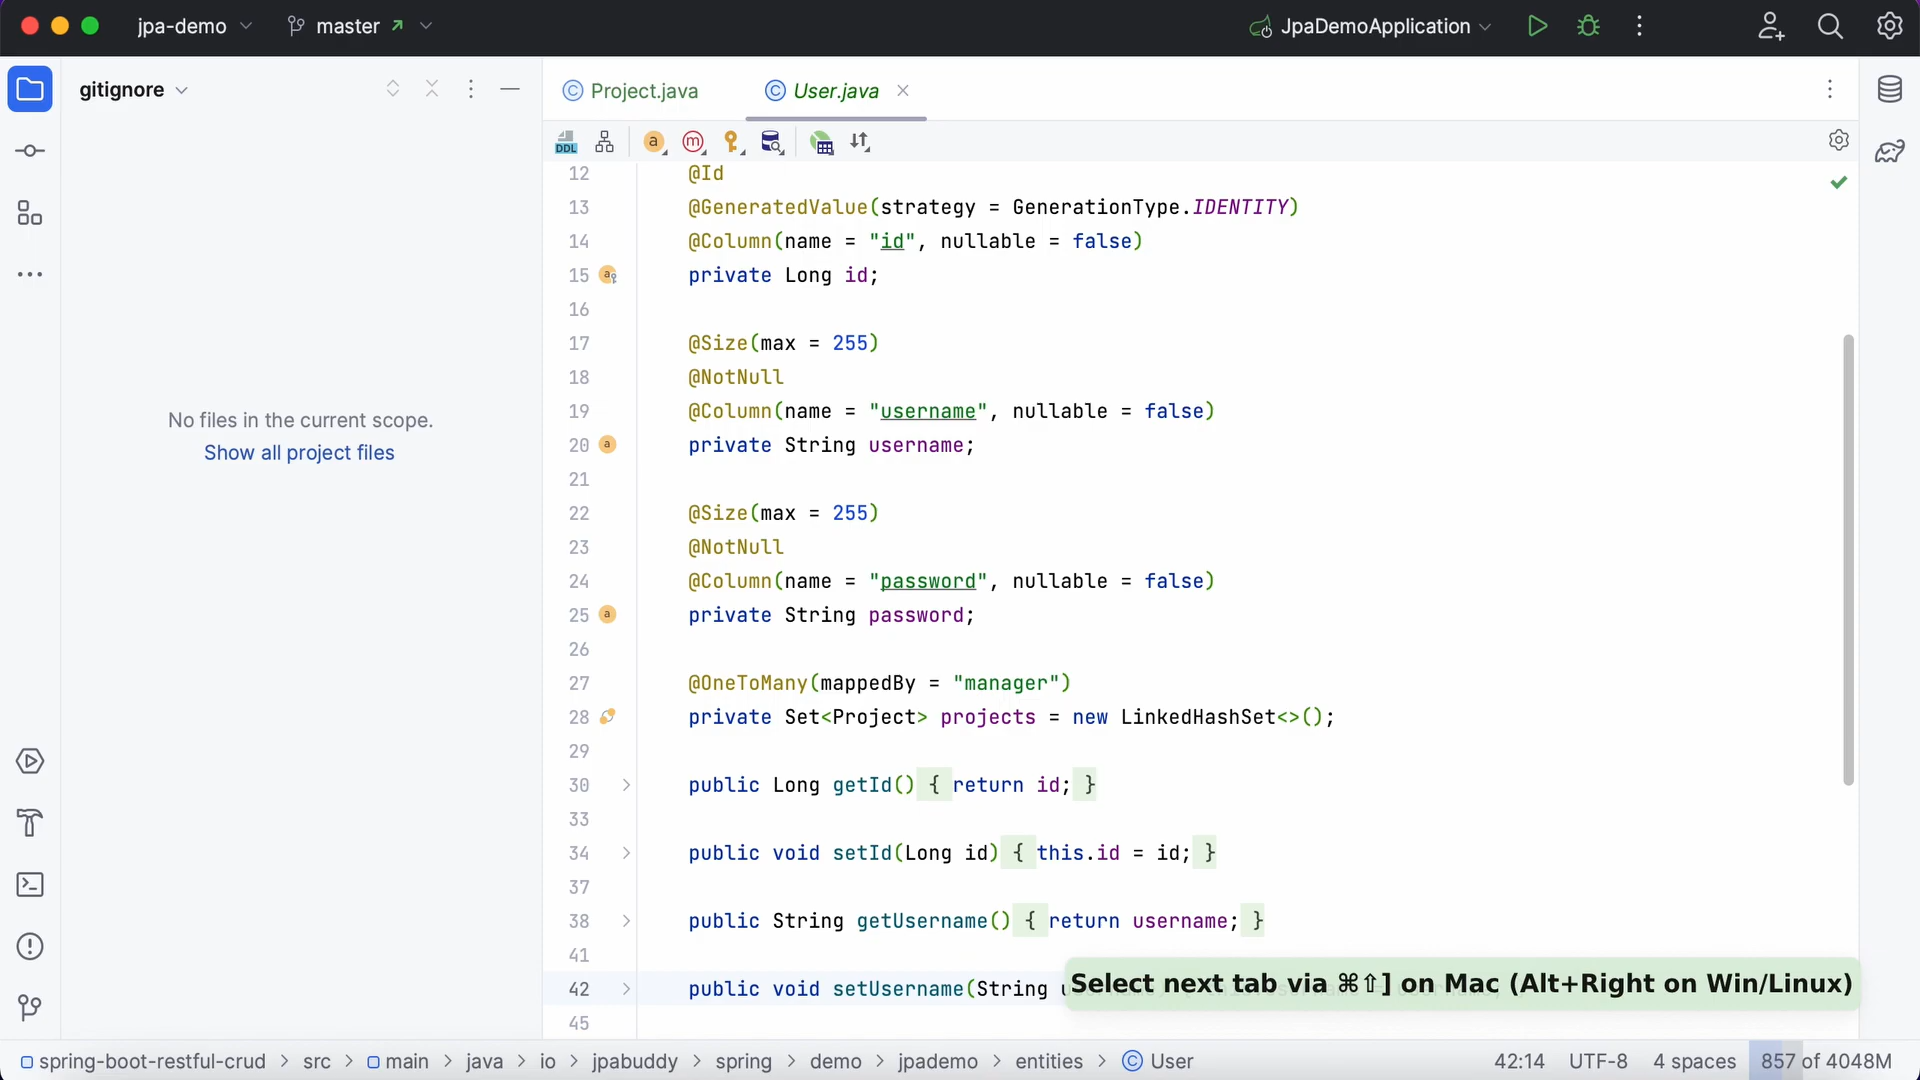 jpa-demo
master
JpaDemoApplication
gitignore
Project.java
User.java
DDL
a
m
No files in the current scope.
Show all project files
12 @Id
13 @GeneratedValue(strategy = GenerationType.IDENTITY)
14 @Column(name = "id", nullable = false)
15 private Long id;
16
17 @Size(max = 255)
18 @NotNull
19 @Column(name = "username", nullable = false)
20 private String username;
21
22 @Size(max = 255)
23 @NotNull
24 @Column(name = "password", nullable = false)
25 private String password;
26
27 @OneToMany(mappedBy = "manager")
28 private Set<Project> projects = new LinkedHashSet<>();
29
30 public Long getId() { return id; }
33
34 public void setId(Long id) { this.id = id; }
37
38 public String getUsername() { return username; }
41
42 public void setUsername(String
45
Select next tab via ⌘⇧] on Mac (Alt+Right on Win/Linux)
spring-boot-restful-crud > src > main > java > io > jpabuddy > spring > demo > jpademo > entities > User
42:14 UTF-8 4 spaces 857 of 4048M